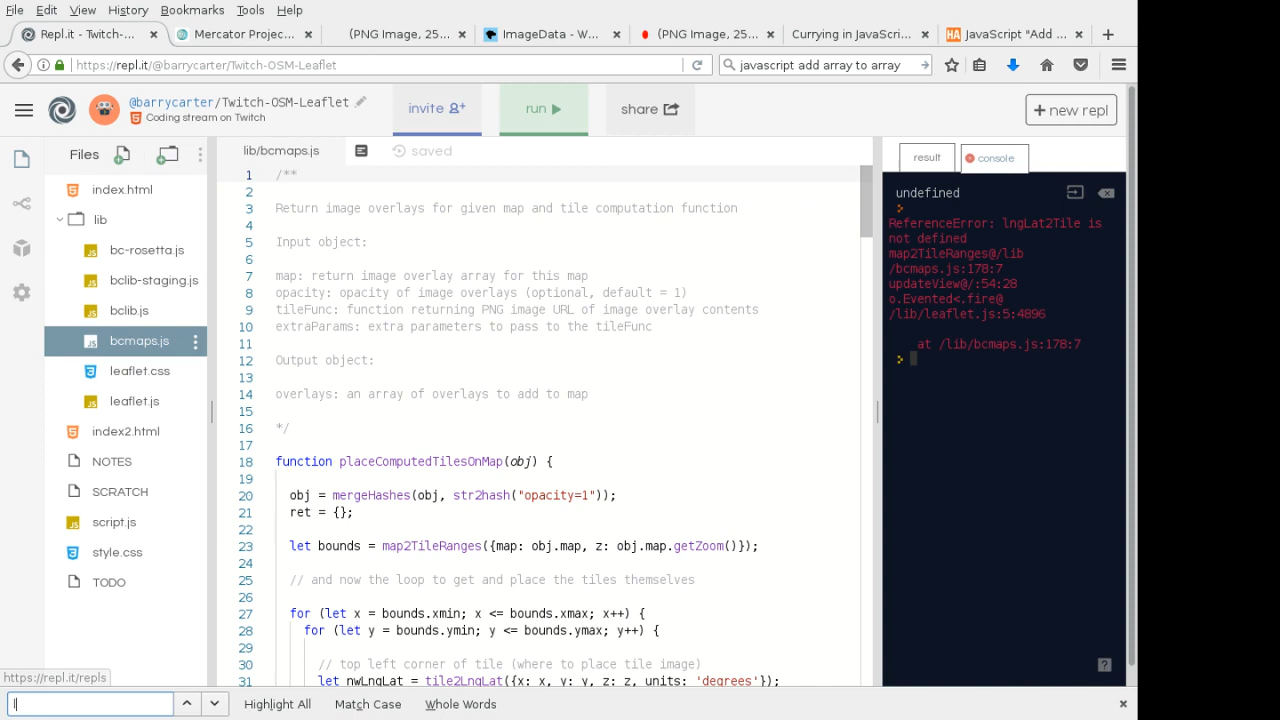 File Edit View History Bookmarks Tools Help
Repl.it - Twitch- × Mercator Projec... × (PNG Image, 25... × ImageData - W... × (PNG Image, 25... × Currying in JavaScri... × HA JavaScript "Add ... × +
https://repl.it/@barrycarter/Twitch-OSM-Leaflet javascript add array to array
@barrycarter/Twitch-OSM-Leaflet
Coding stream on Twitch
invite
run
share
+ new repl
Files
index.html
lib
bc-rosetta.js
bclib-staging.js
bclib.js
bcmaps.js
leaflet.css
leaflet.js
index2.html
NOTES
SCRATCH
script.js
style.css
TODO
https://repl.it/repls
lib/bcmaps.js saved
1 /**
2
3 Return image overlays for given map and tile computation function
4
5 Input object:
6
7 map: return image overlay array for this map
8 opacity: opacity of image overlays (optional, default = 1)
9 tileFunc: function returning PNG image URL of image overlay contents
10 extraParams: extra parameters to pass to the tileFunc
11
12 Output object:
13
14 overlays: an array of overlays to add to map
15
16 */
17
18 function placeComputedTilesOnMap(obj) {
19
20 obj = mergeHashes(obj, str2hash("opacity=1"));
21 ret = {};
22
23 let bounds = map2TileRanges({map: obj.map, z: obj.map.getZoom()});
24
25 // and now the loop to get and place the tiles themselves
26
27 for (let x = bounds.xmin; x <= bounds.xmax; x++) {
28 for (let y = bounds.ymin; y <= bounds.ymax; y++) {
29
30 // top left corner of tile (where to place tile image)
31 let nwLngLat = tile2LngLat({x: x, y: y, z: z, units: 'degrees'});
result console
undefined
>
ReferenceError: lngLat2Tile is
not defined
map2TileRanges@/lib
/bcmaps.js:178:7
updateView@/:54:28
o.Evented<.fire@
/lib/leaflet.js:5:4896
at /lib/bcmaps.js:178:7
>
?
l Highlight All Match Case Whole Words ×